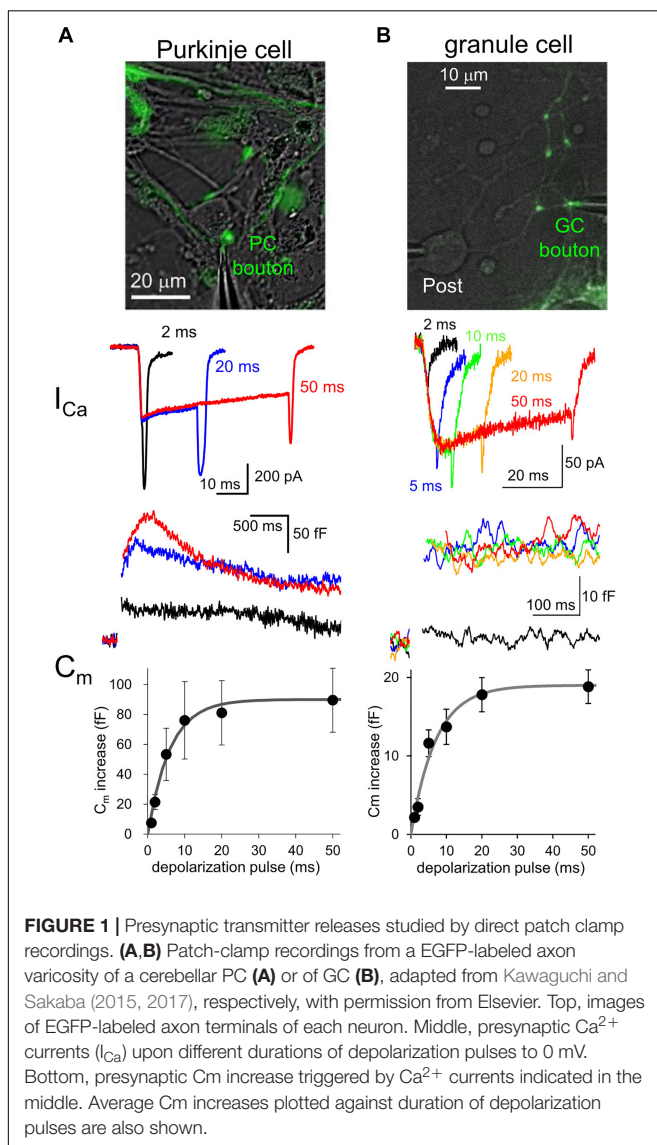 A
Purkinje cell
PC
bouton
20 μm
B
granule cell
10 μm
GC
bouton
Post
I_Ca
2 ms
20 ms
50 ms
10 ms
200 pA
2 ms
10 ms
20 ms
50 ms
5 ms
20 ms
50 pA
500 ms
50 fF
100 ms
10 fF
C_m
C_m increase (fF)
100
80
60
40
20
0
0 10 20 30 40 50
depolarization pulse (ms)
Cm increase (fF)
20
10
0
0 10 20 30 40 50
depolarization pulse (ms)
FIGURE 1 | Presynaptic transmitter releases studied by direct patch clamp
recordings. (A,B) Patch-clamp recordings from a EGFP-labeled axon
varicosity of a cerebellar PC (A) or of GC (B), adapted from Kawaguchi and
Sakaba (2015, 2017), respectively, with permission from Elsevier. Top, images
of EGFP-labeled axon terminals of each neuron. Middle, presynaptic Ca²⁺
currents (I_Ca) upon different durations of depolarization pulses to 0 mV.
Bottom, presynaptic Cm increase triggered by Ca²⁺ currents indicated in the
middle. Average Cm increases plotted against duration of depolarization
pulses are also shown.